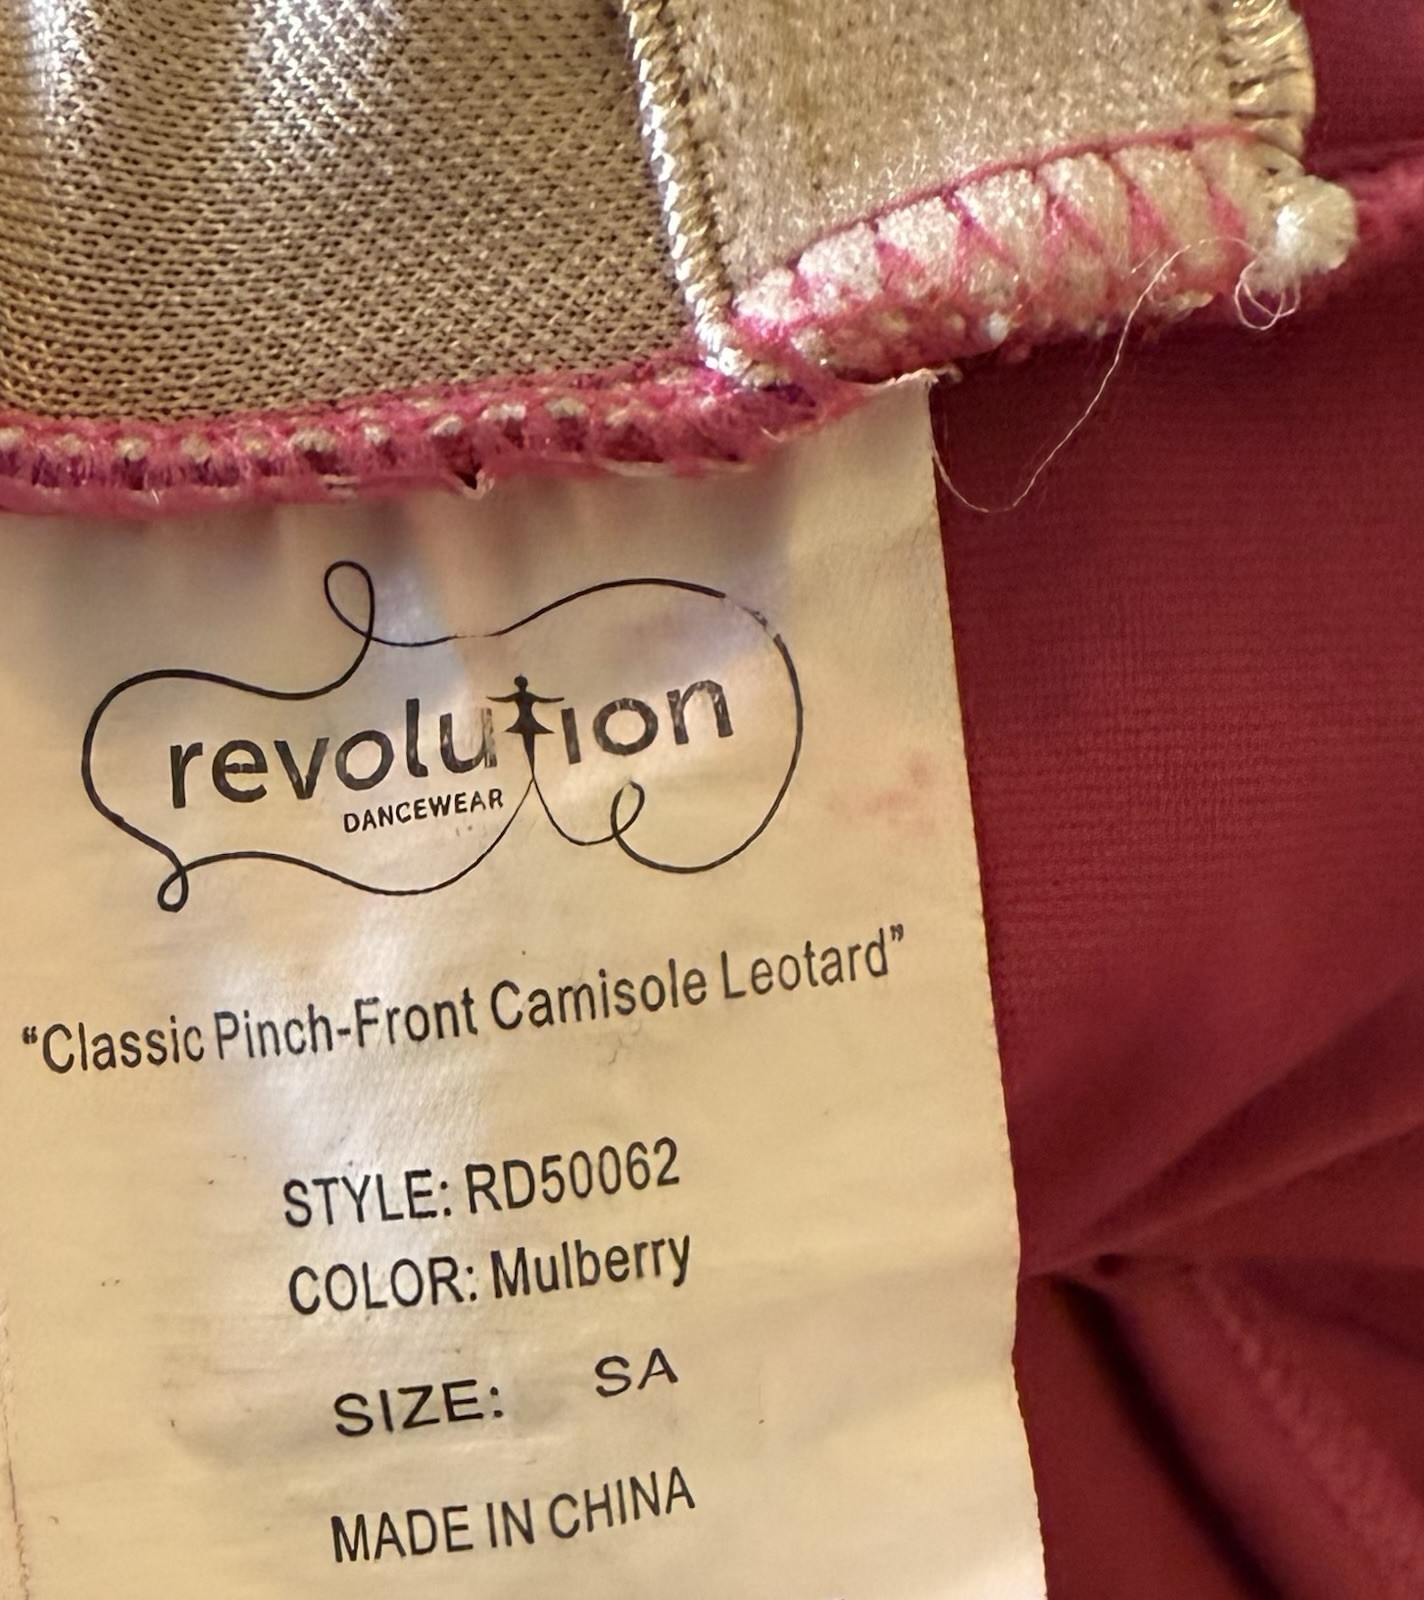 revolution
DANCEWEAR
“Classic Pinch-Front Camisole Leotard”
STYLE: RD50062
COLOR: Mulberry
SIZE: SA
MADE IN CHINA